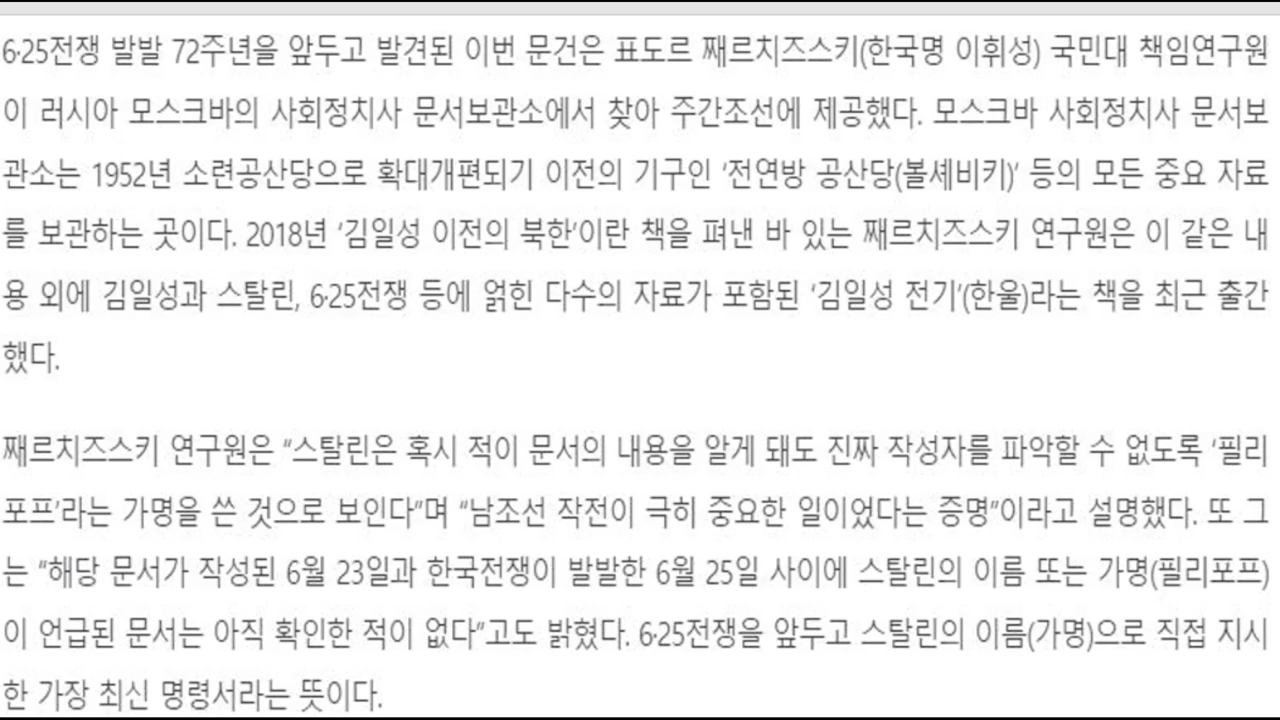 6·25전쟁 발발 72주년을 앞두고 발견된 이번 문건은 표도르 째르치즈스키(한국명 이휘성) 국민대 책임연구원
이 러시아 모스크바의 사회정치사 문서보관소에서 찾아 주간조선에 제공했다. 모스크바 사회정치사 문서보
관소는 1952년 소련공산당으로 확대개편되기 이전의 기구인 '전연방 공산당(볼셰비키)' 등의 모든 중요 자료
를 보관하는 곳이다. 2018년 '김일성 이전의 북한'이란 책을 펴낸 바 있는 째르치즈스키 연구원은 이 같은 내
용 외에 김일성과 스탈린, 6·25전쟁 등에 얽힌 다수의 자료가 포함된 '김일성 전기'(한울)라는 책을 최근 출간
했다.
째르치즈스키 연구원은 "스탈린은 혹시 적이 문서의 내용을 알게 돼도 진짜 작성자를 파악할 수 없도록 '필리
포프'라는 가명을 쓴 것으로 보인다"며 "남조선 작전이 극히 중요한 일이었다는 증명"이라고 설명했다. 또 그
는 "해당 문서가 작성된 6월 23일과 한국전쟁이 발발한 6월 25일 사이에 스탈린의 이름 또는 가명(필리포프)
이 언급된 문서는 아직 확인한 적이 없다"고도 밝혔다. 6·25전쟁을 앞두고 스탈린의 이름(가명)으로 직접 지시
한 가장 최신 명령서라는 뜻이다.